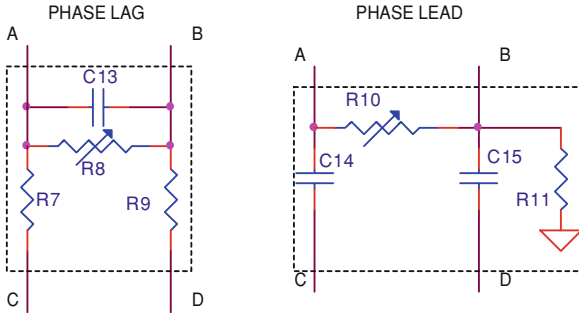 PHASE LAG
PHASE LEAD
A
B
C13
R8
R7
R9
C
D
A
B
R10
C14
C15
R11
C
D